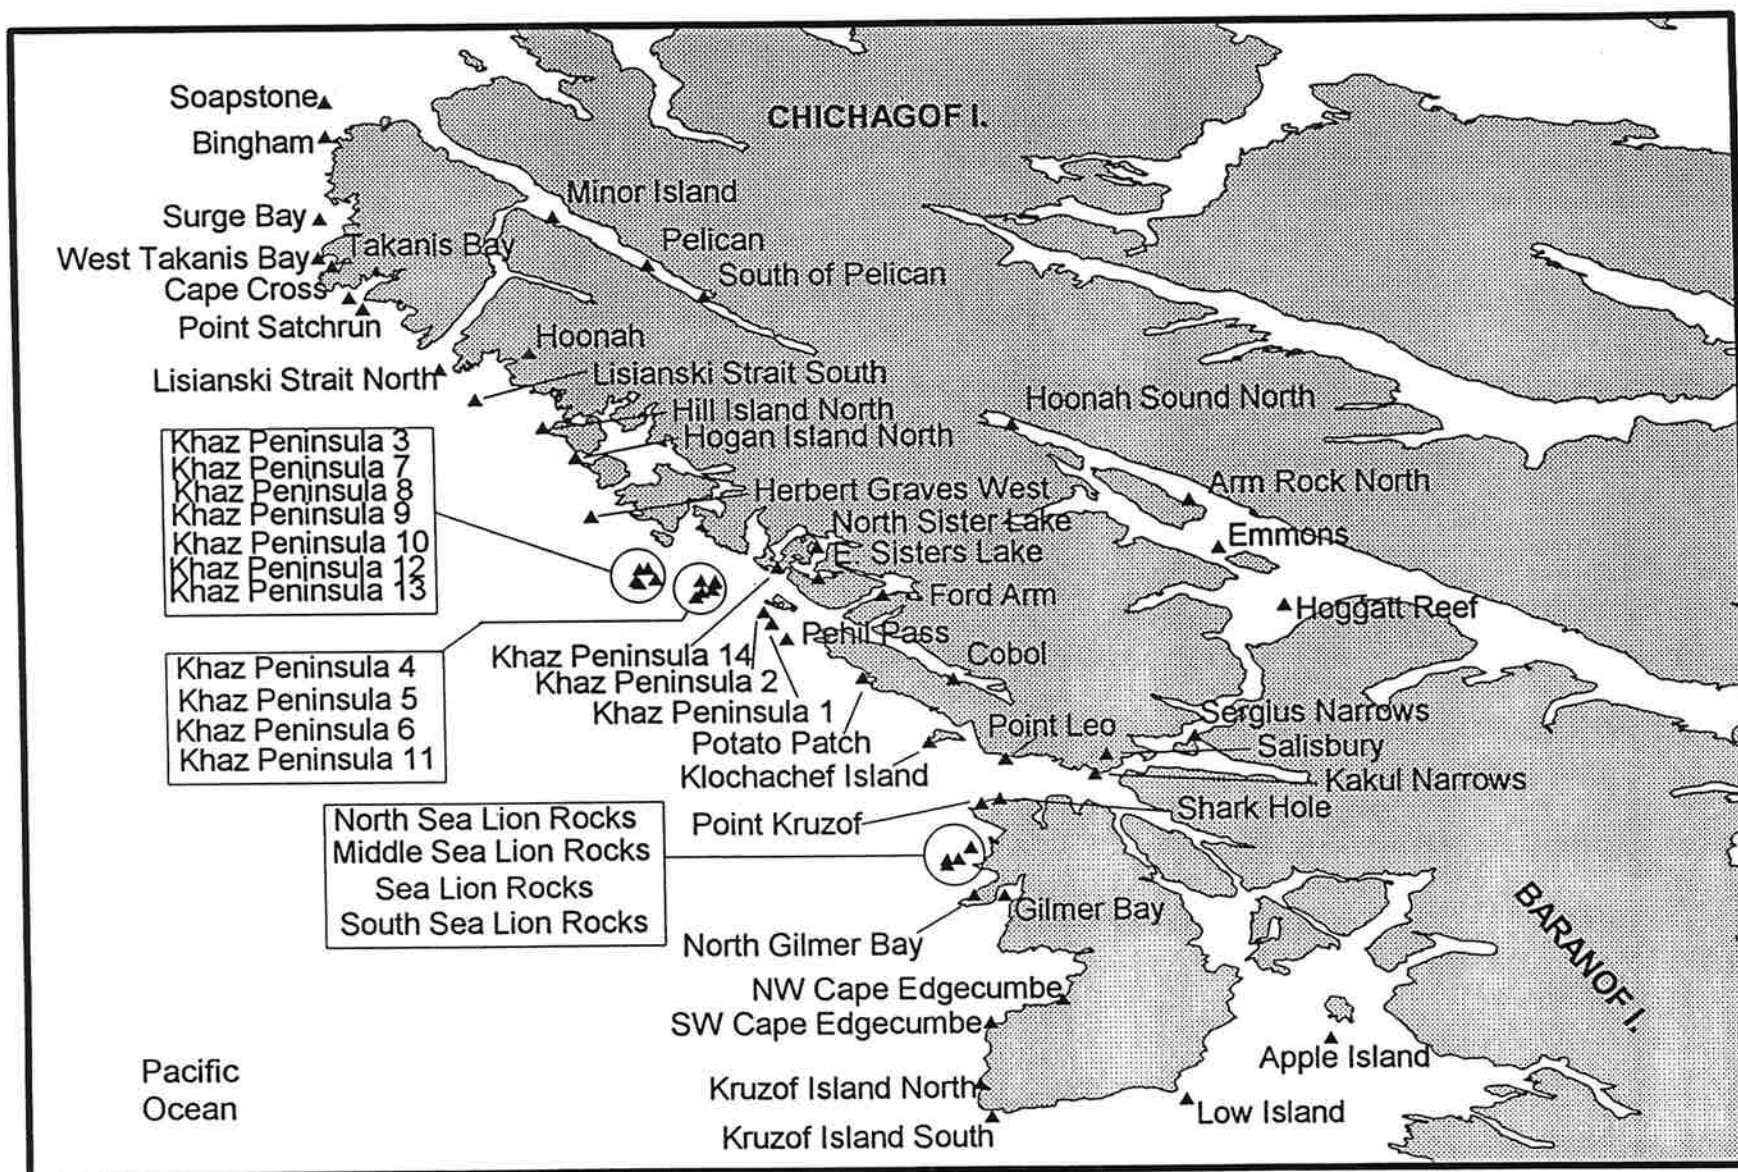 CHICHAGOF I.
Soapstone
Bingham
Minor Island
Surge Bay
Takanis Bay
West Takanis Bay
Pelican
South of Pelican
Cape Cross
Point Satchrun
Hoonah
Lisianski Strait North
Lisianski Strait South
Hoonah Sound North
Hill Island North
Hogan Island North
Khaz Peninsula 3
Khaz Peninsula 7
Khaz Peninsula 8
Khaz Peninsula 9
Khaz Peninsula 10
Khaz Peninsula 12
Khaz Peninsula 13
Herbert Graves West
Arm Rock North
North Sister Lake
Emmons
E. Sisters Lake
Ford Arm
Hoggatt Reef
Pehil Pass
Cobol
Khaz Peninsula 14
Khaz Peninsula 2
Khaz Peninsula 1
Khaz Peninsula 4
Khaz Peninsula 5
Khaz Peninsula 6
Khaz Peninsula 11
Potato Patch
Klochachef Island
Point Leo
Sergius Narrows
Salisbury
Kakul Narrows
Shark Hole
Point Kruzof
North Sea Lion Rocks
Middle Sea Lion Rocks
Sea Lion Rocks
South Sea Lion Rocks
Gilmer Bay
North Gilmer Bay
BARANOF I.
NW Cape Edgecumbe
SW Cape Edgecumbe
Apple Island
Pacific
Ocean
Kruzof Island North
Low Island
Kruzof Island South